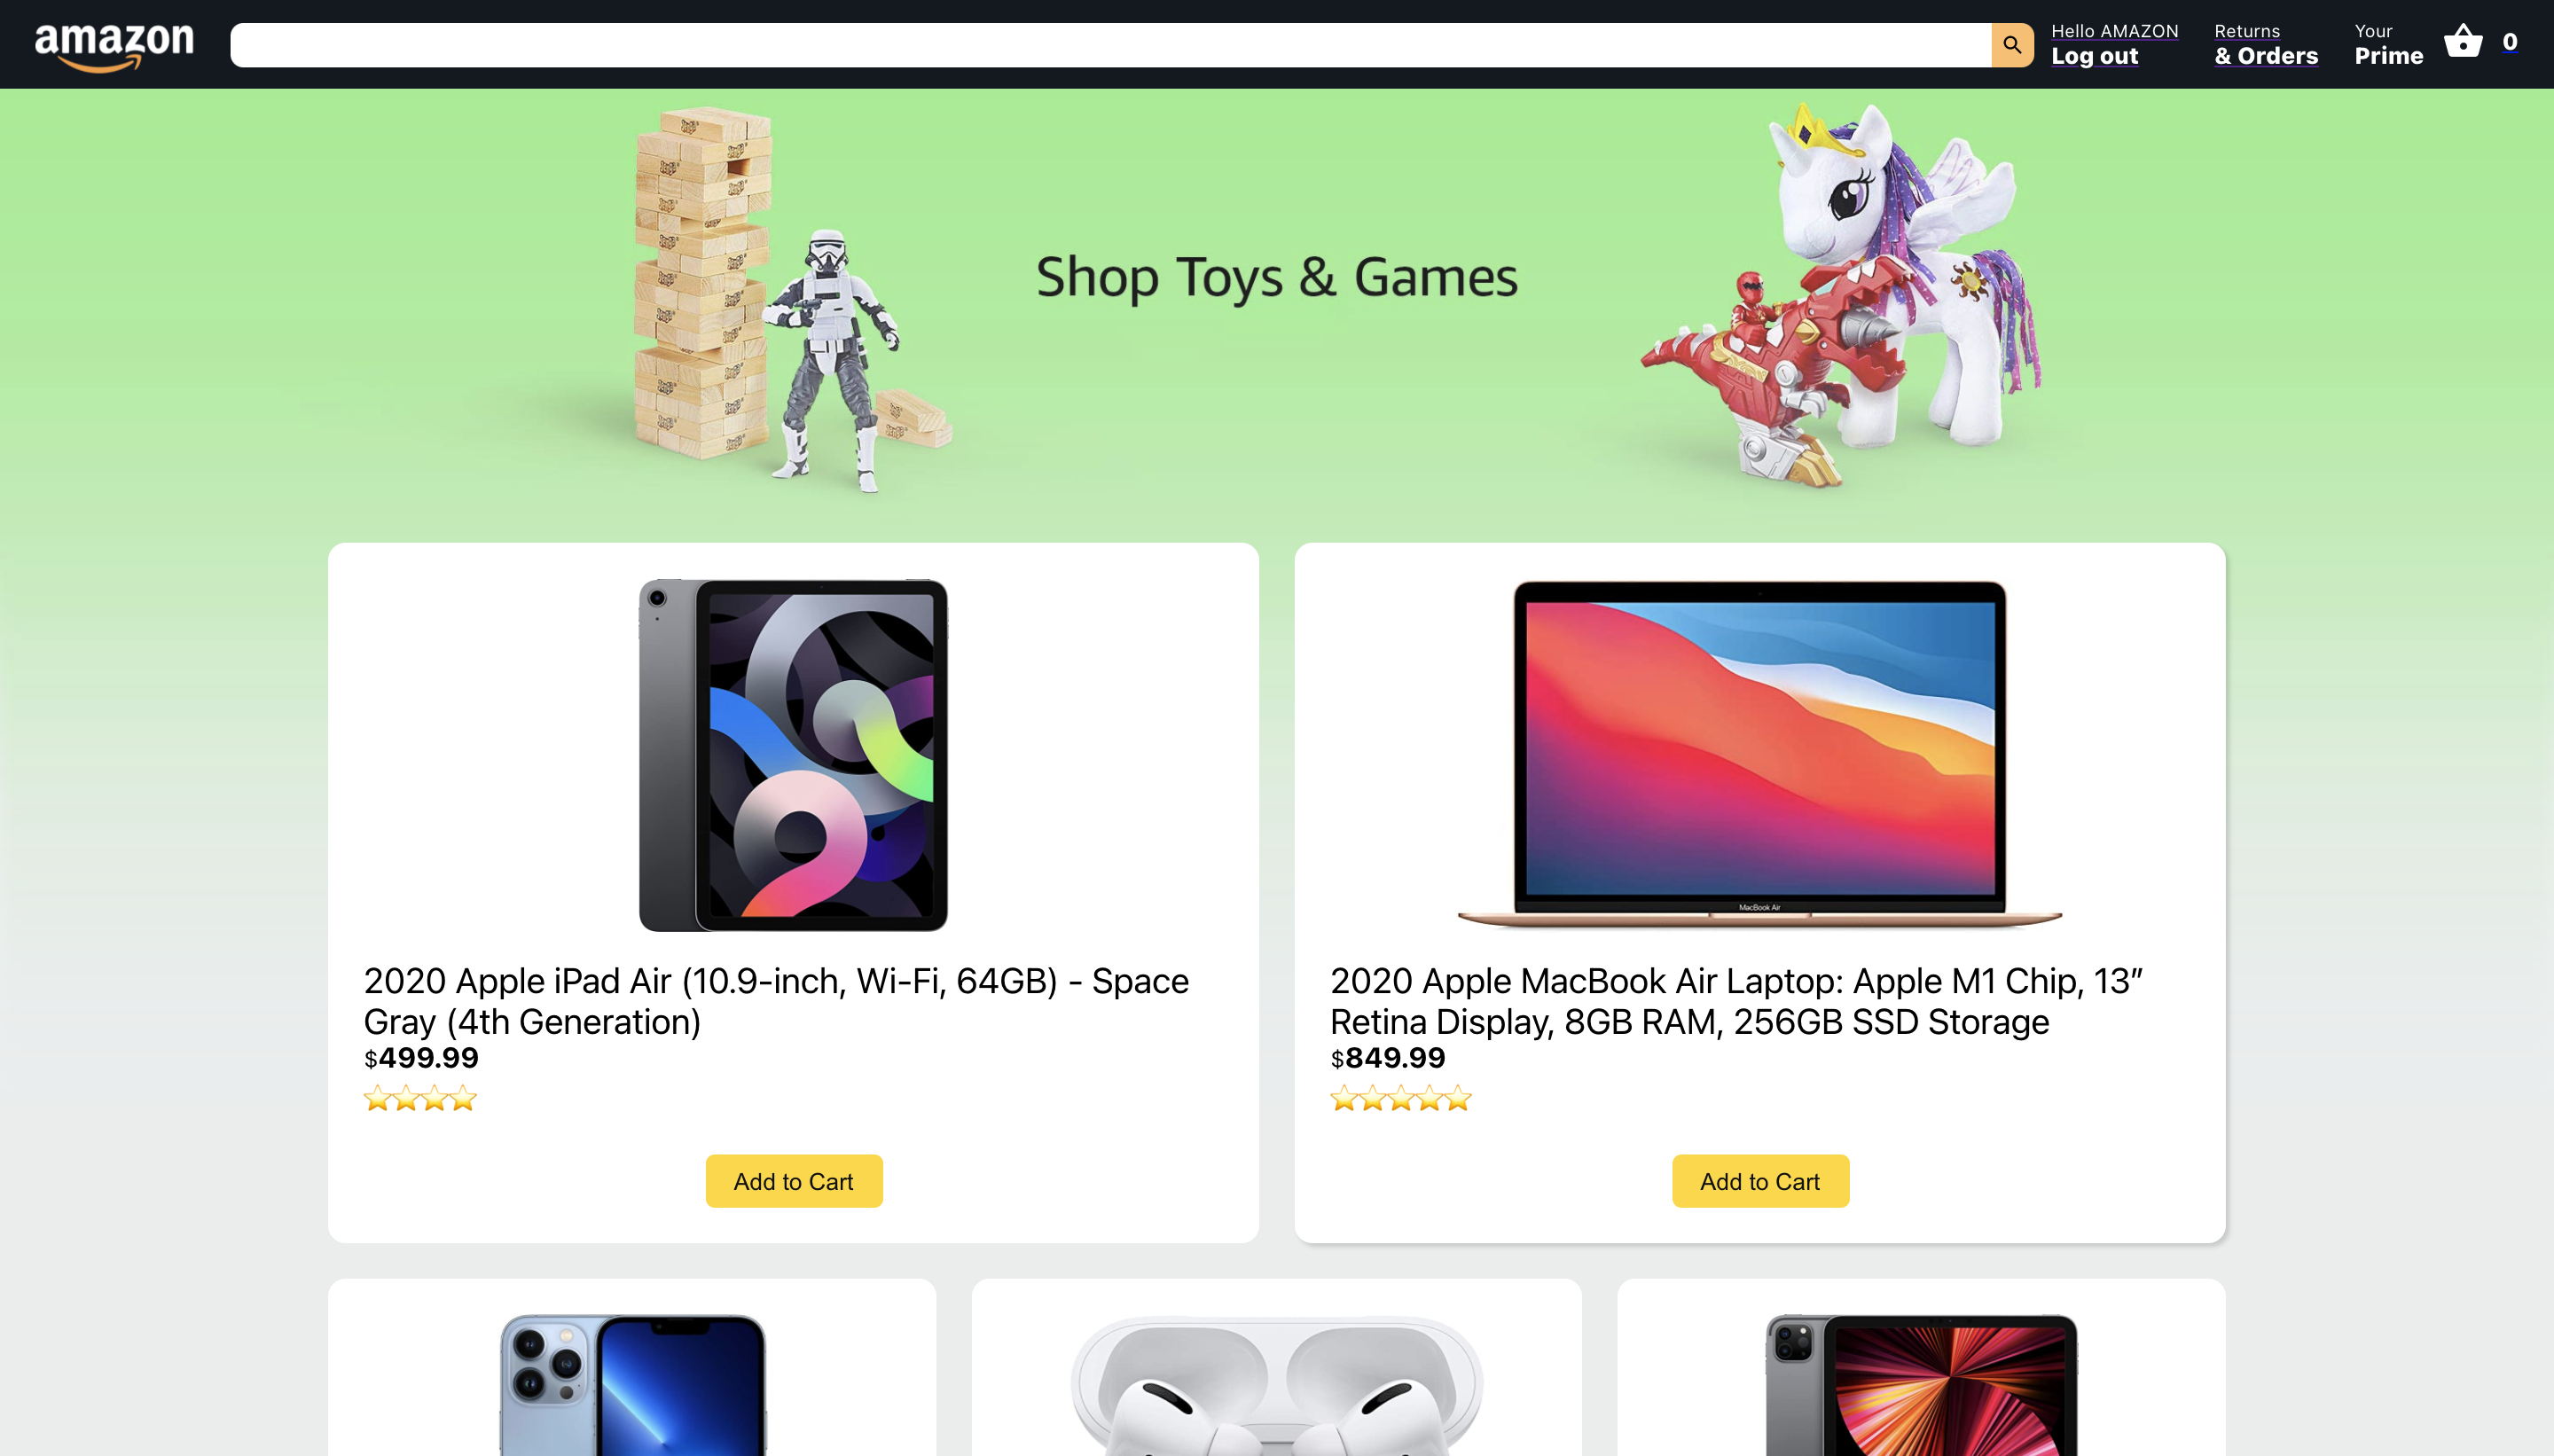 amazon
Hello AMAZON
Log out
Returns
& Orders
Your
Prime
0
Shop Toys & Games
MacBook Air
2020 Apple iPad Air (10.9-inch, Wi-Fi, 64GB) - Space
Gray (4th Generation)
$499.99
Add to Cart
2020 Apple MacBook Air Laptop: Apple M1 Chip, 13”
Retina Display, 8GB RAM, 256GB SSD Storage
$849.99
Add to Cart